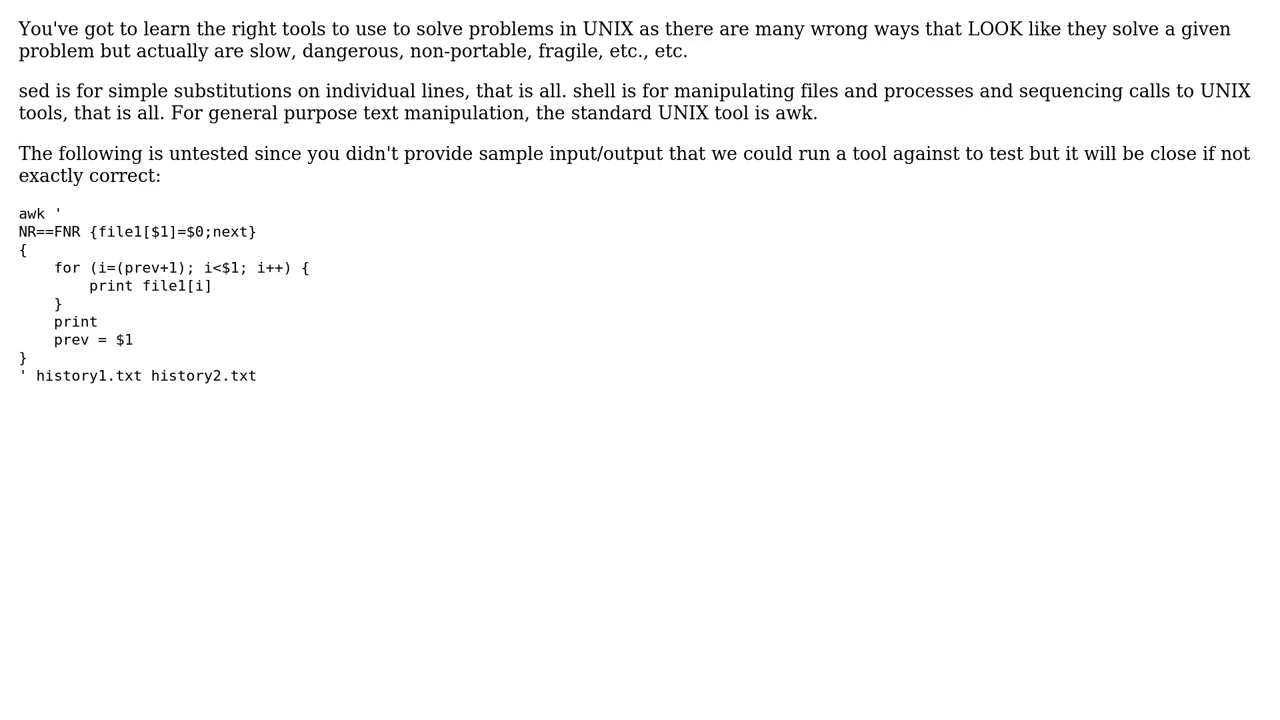 You've got to learn the right tools to use to solve problems in UNIX as there are many wrong ways that LOOK like they solve a given
problem but actually are slow, dangerous, non-portable, fragile, etc., etc.
sed is for simple substitutions on individual lines, that is all. shell is for manipulating files and processes and sequencing calls to UNIX
tools, that is all. For general purpose text manipulation, the standard UNIX tool is awk.
The following is untested since you didn't provide sample input/output that we could run a tool against to test but it will be close if not
exactly correct:
awk '
NR==FNR {file1[$1]=$0;next}
{
    for (i=(prev+1); i<$1; i++) {
        print file1[i]
    }
    print
    prev = $1
}
' history1.txt history2.txt